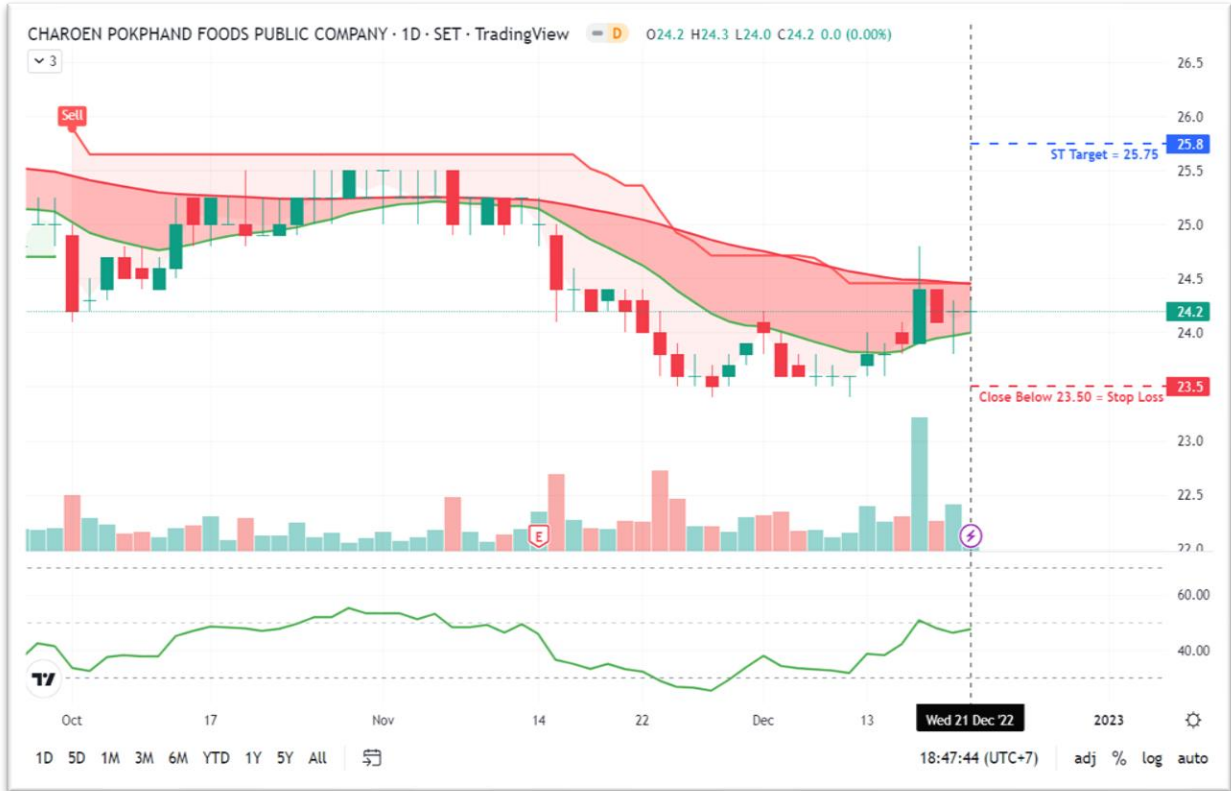 CHAROEN POKPHAND FOODS PUBLIC COMPANY · 1D · SET · TradingView D O24.2 H24.3 L24.0 C24.2 0.0 (0.00%)
3
26.5
Sell
26.0
25.8
ST Target = 25.75
25.5
25.0
24.5
24.2
24.0
23.5
Close Below 23.50 = Stop Loss
23.0
22.5
E
22.0
60.00
40.00
Oct 17 Nov 14 22 Dec 13 Wed 21 Dec '22 2023
1D 5D 1M 3M 6M YTD 1Y 5Y All 18:47:44 (UTC+7) adj % log auto